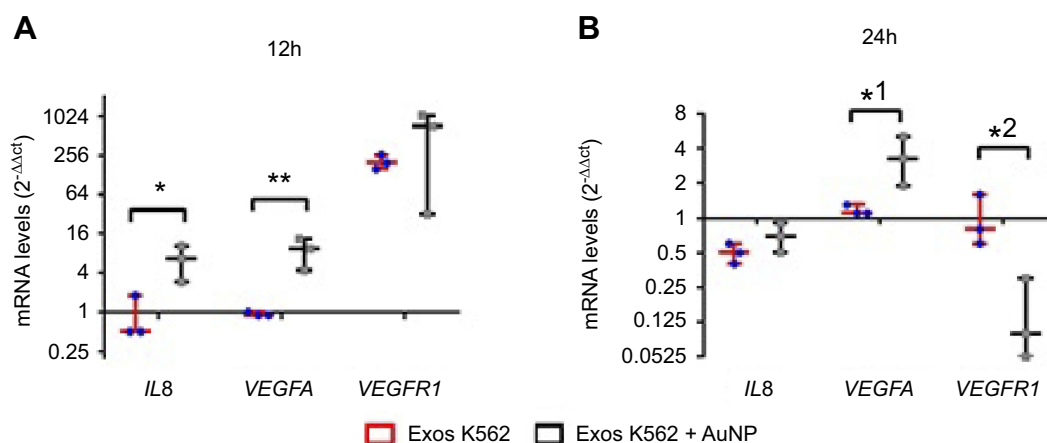 A
12h
mRNA levels (2-ΔΔct)
1024
256
64
16
4
1
0.25
*
**
IL8 VEGFA VEGFR1
B
24h
mRNA levels (2-ΔΔct)
8
4
2
1
0.5
0.25
0.125
0.0525
*1
*2
IL8 VEGFA VEGFR1
Exos K562 Exos K562 + AuNP